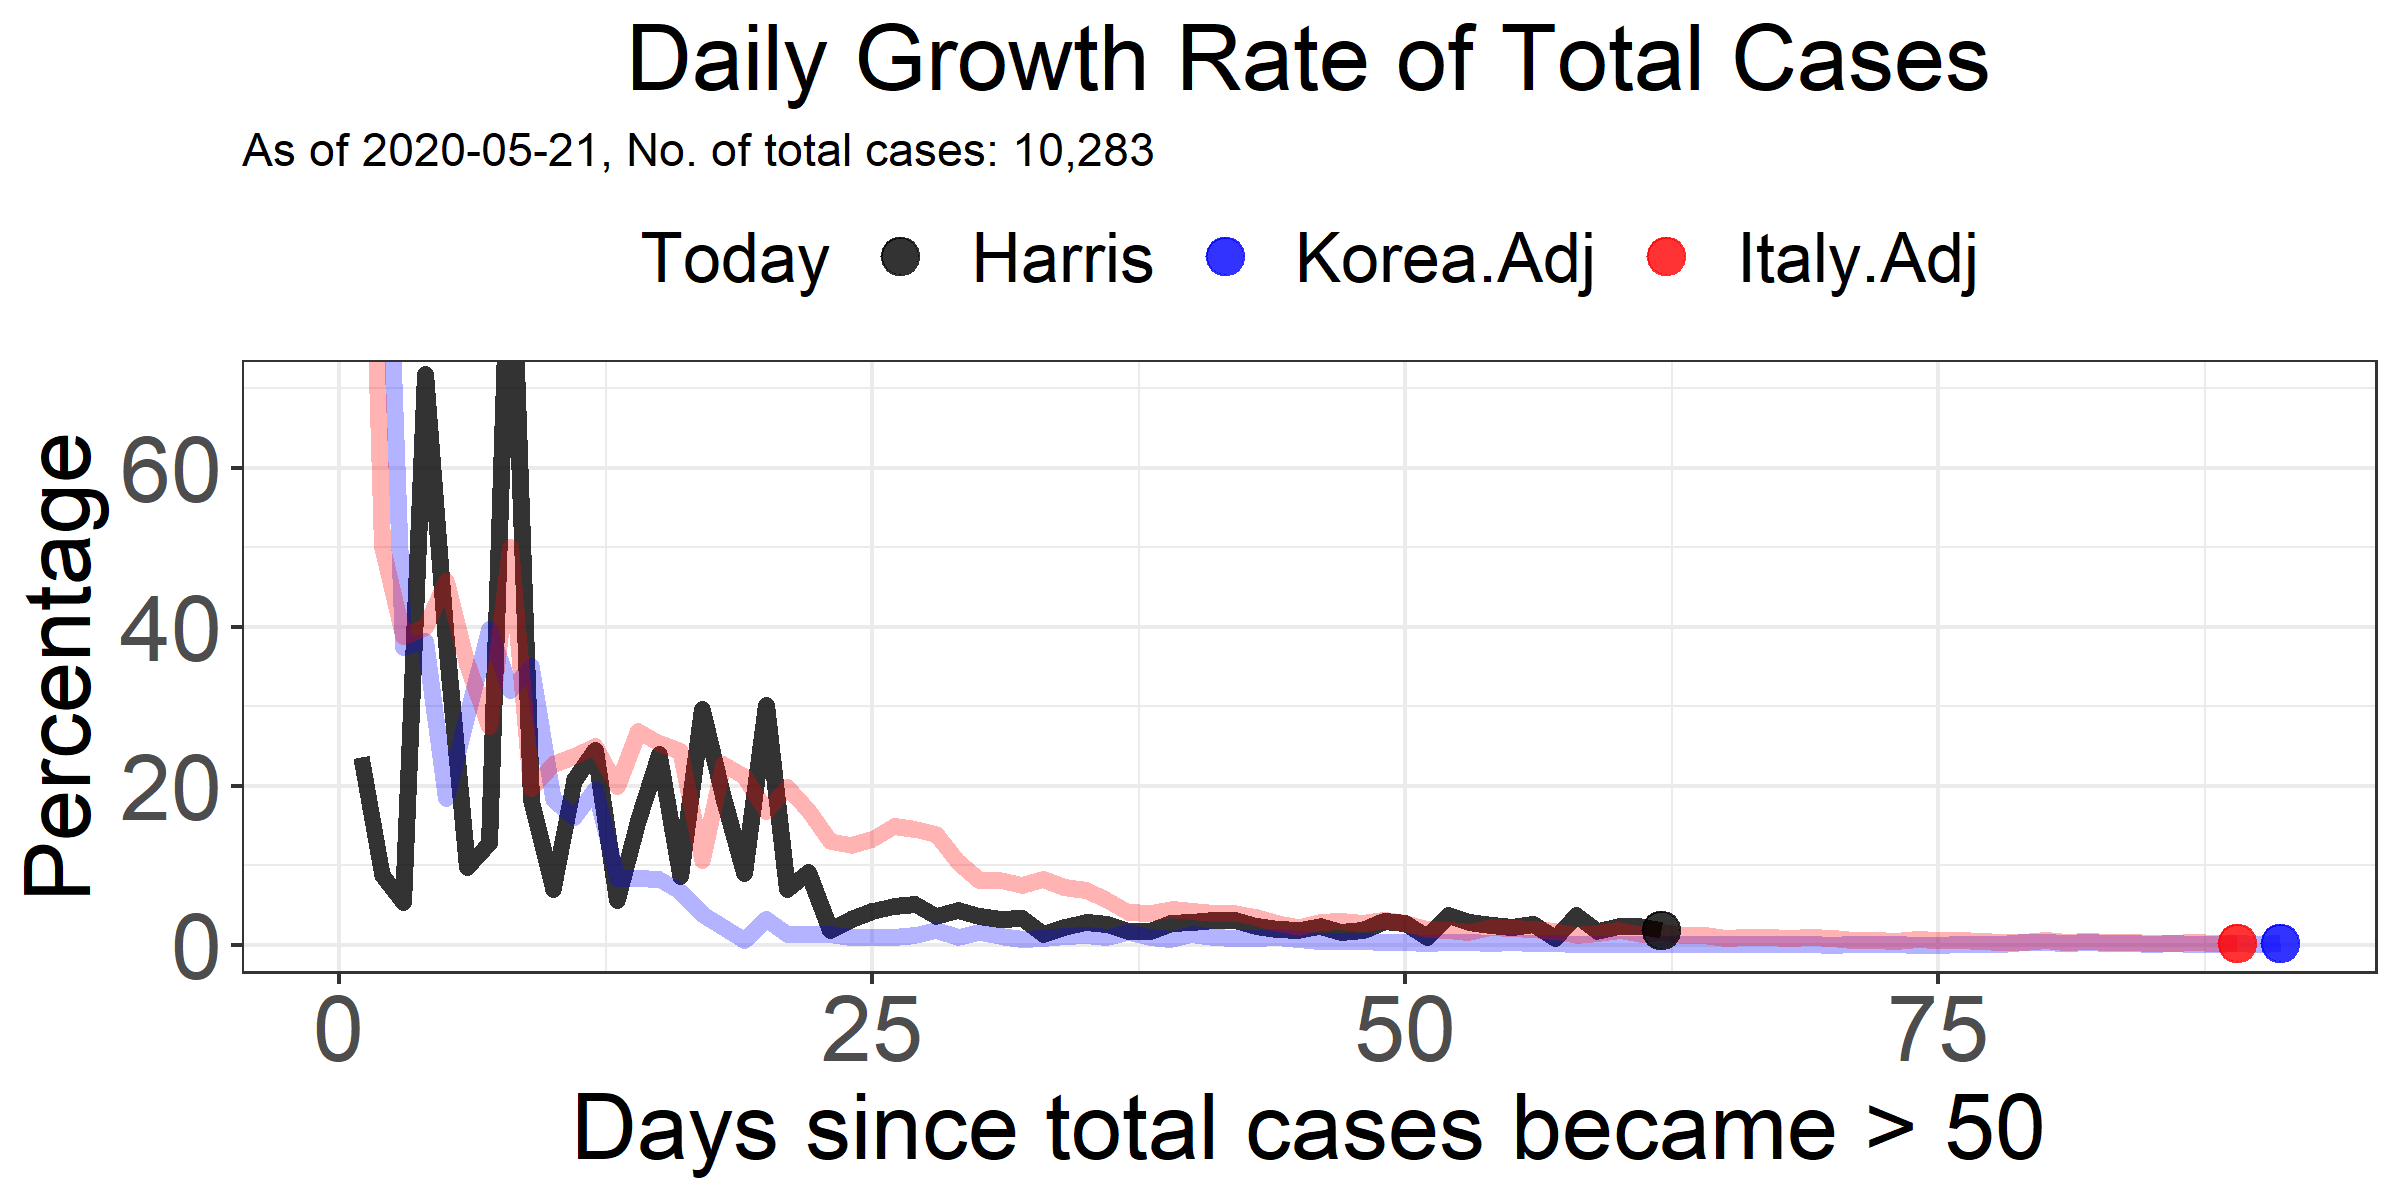 Daily Growth Rate of Total Cases
As of 2020-05-21, No. of total cases: 10,283
Today Harris Korea.Adj Italy.Adj
Percentage
60
40
20
0
0 25 50 75
Days since total cases became > 50